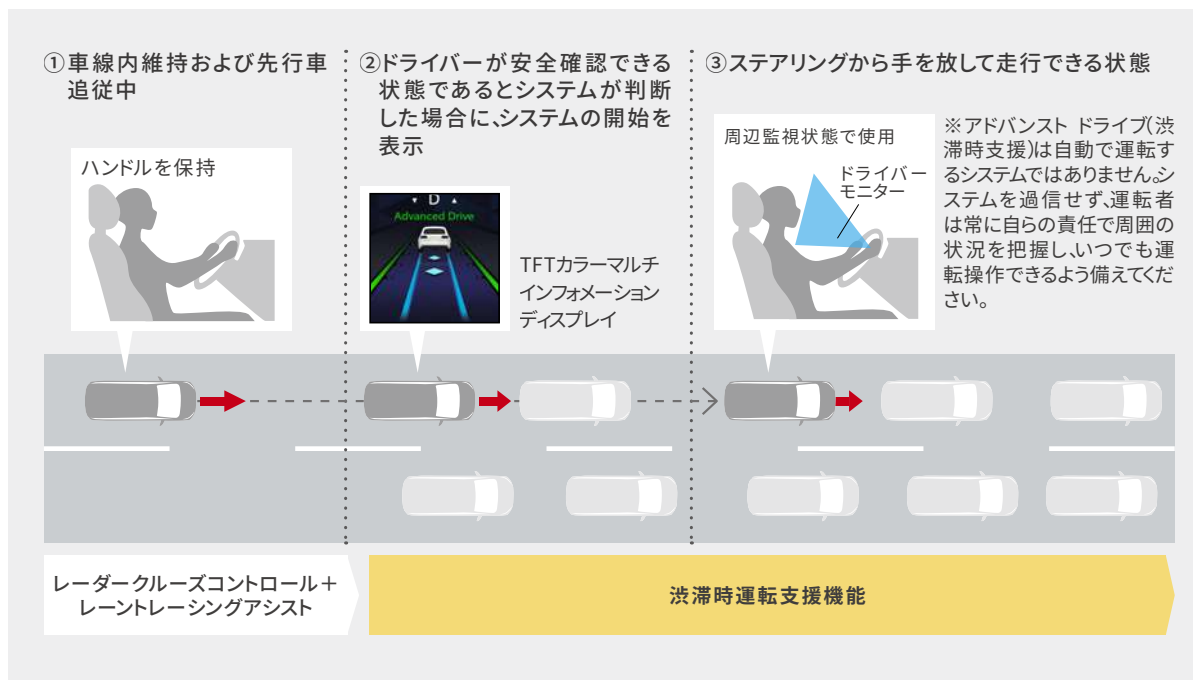 ①車線内維持および先行車
追従中
ハンドルを保持
②ドライバーが安全確認できる
状態であるとシステムが判断
した場合に、システムの開始を
表示
D
Advanced Drive
TFTカラーマルチ
インフォメーション
ディスプレイ
③ステアリングから手を放して走行できる状態
周辺監視状態で使用
ドライバー
モニター
※アドバンスト ドライブ(渋
滞時支援)は自動で運転す
るシステムではありません。シ
ステムを過信せず、運転者
は常に自らの責任で周囲の
状況を把握し、いつでも運
転操作できるよう備えてくだ
さい。
レーダークルーズコントロール＋
レーントレーシングアシスト
渋滞時運転支援機能